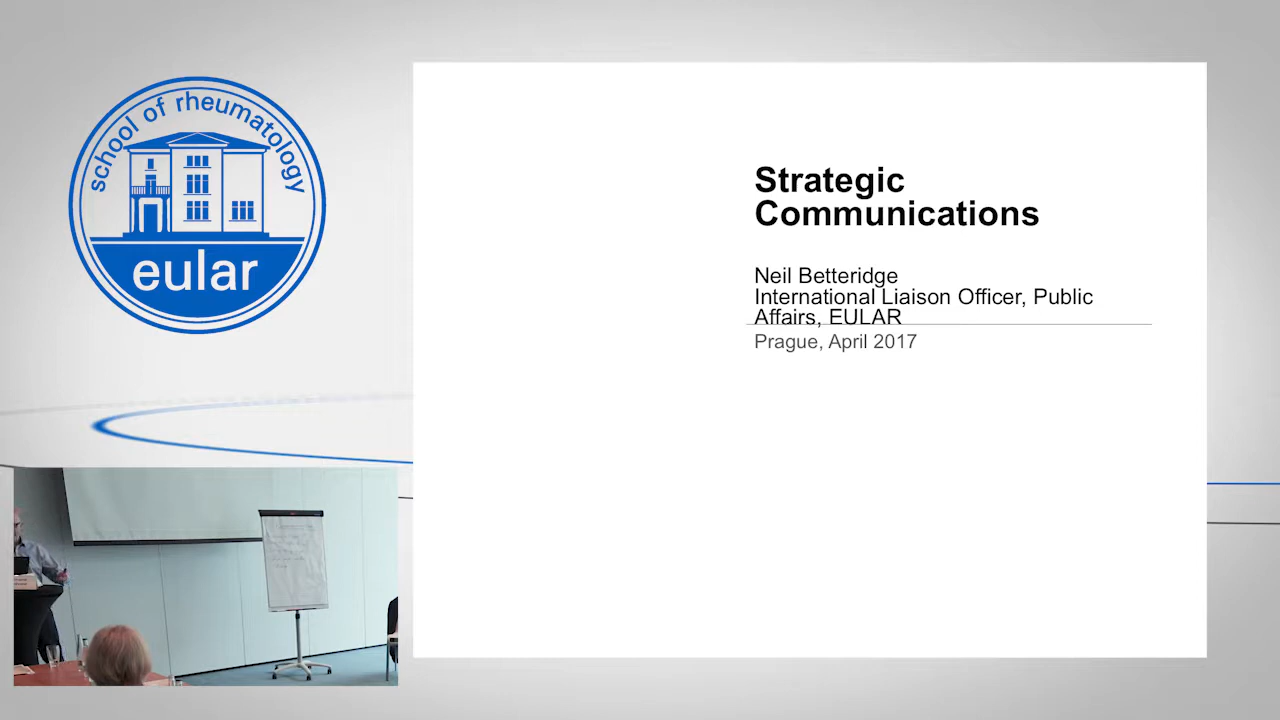 school of rheumatology
eular
Strategic
Communications
Neil Betteridge
International Liaison Officer, Public
Affairs, EULAR
Prague, April 2017